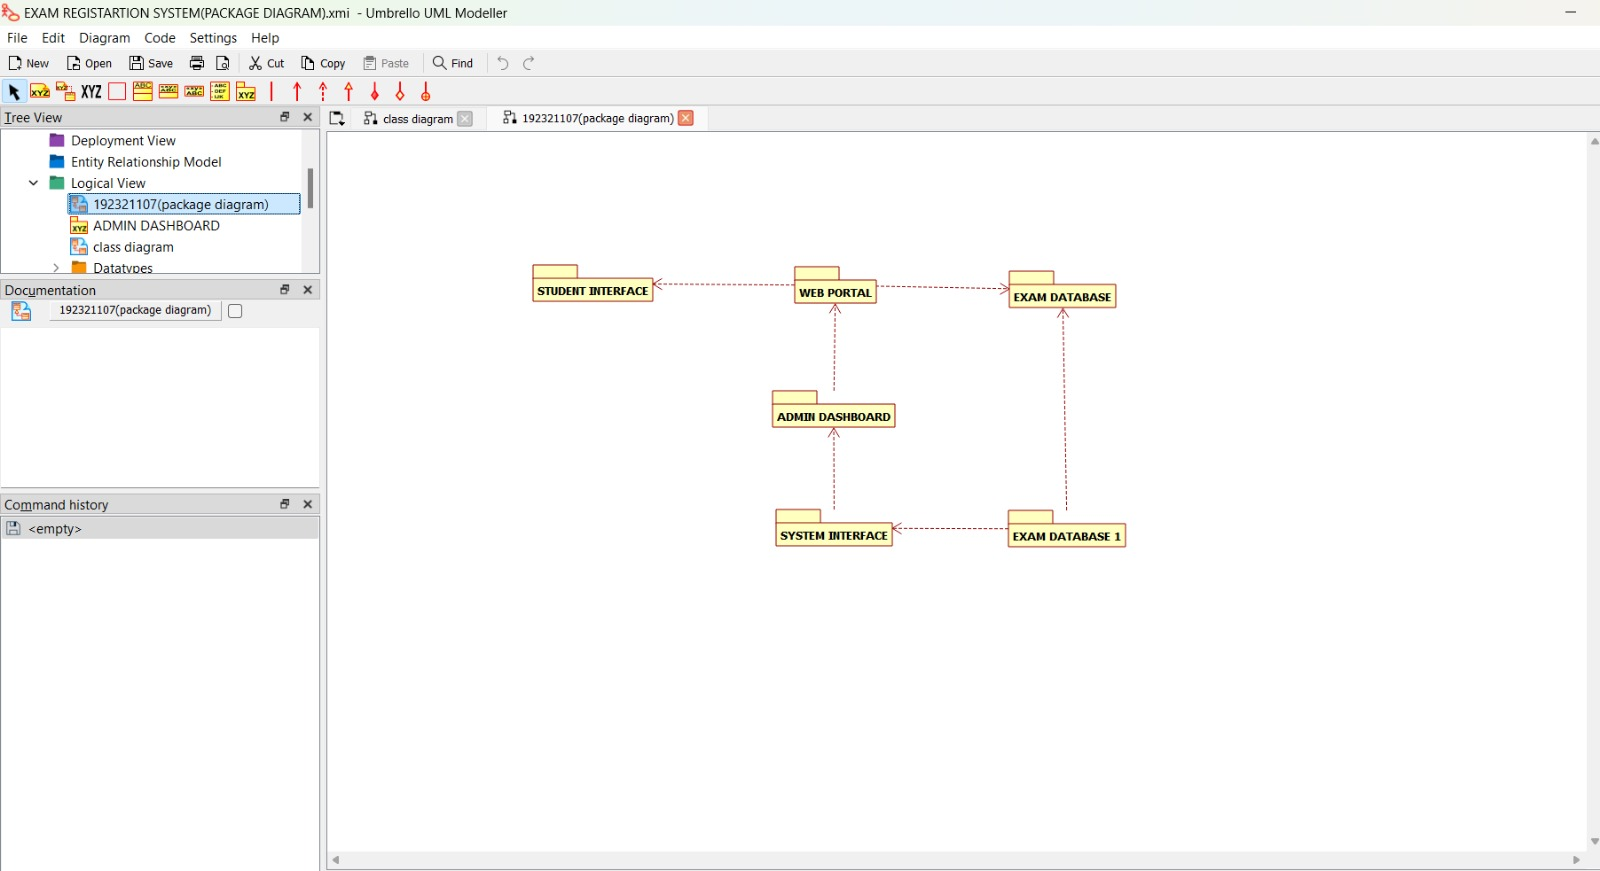 EXAM REGISTARTION SYSTEM(PACKAGE DIAGRAM).xmi - Umbrello UML Modeller
File Edit Diagram Code Settings Help
New Open Save Cut Copy Paste Find
XYZ XYZ ABC XYZ
Tree View
class diagram
192321107(package diagram)
Deployment View
Entity Relationship Model
Logical View
192321107(package diagram)
ADMIN DASHBOARD
class diagram
Datatypes
Documentation
192321107(package diagram)
Command history
<empty>
STUDENT INTERFACE
WEB PORTAL
EXAM DATABASE
ADMIN DASHBOARD
SYSTEM INTERFACE
EXAM DATABASE 1